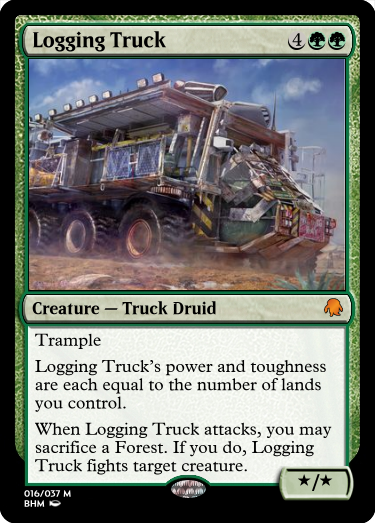 Logging Truck 4
Creature — Truck Druid
Trample
Logging Truck's power and toughness
are each equal to the number of lands
you control.
When Logging Truck attacks, you may
sacrifice a Forest. If you do, Logging
Truck fights target creature.
★/★
016/037 M
BHM